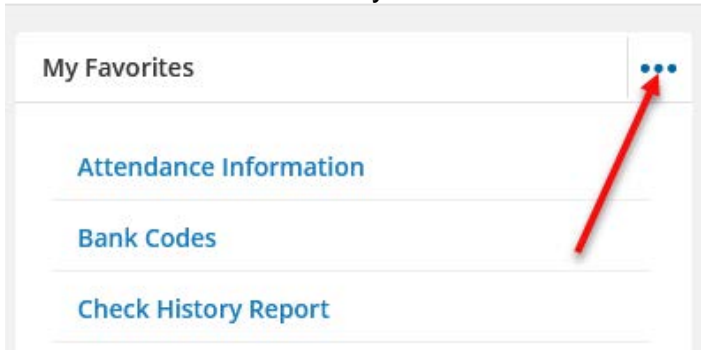 My Favorites
Attendance Information
Bank Codes
Check History Report